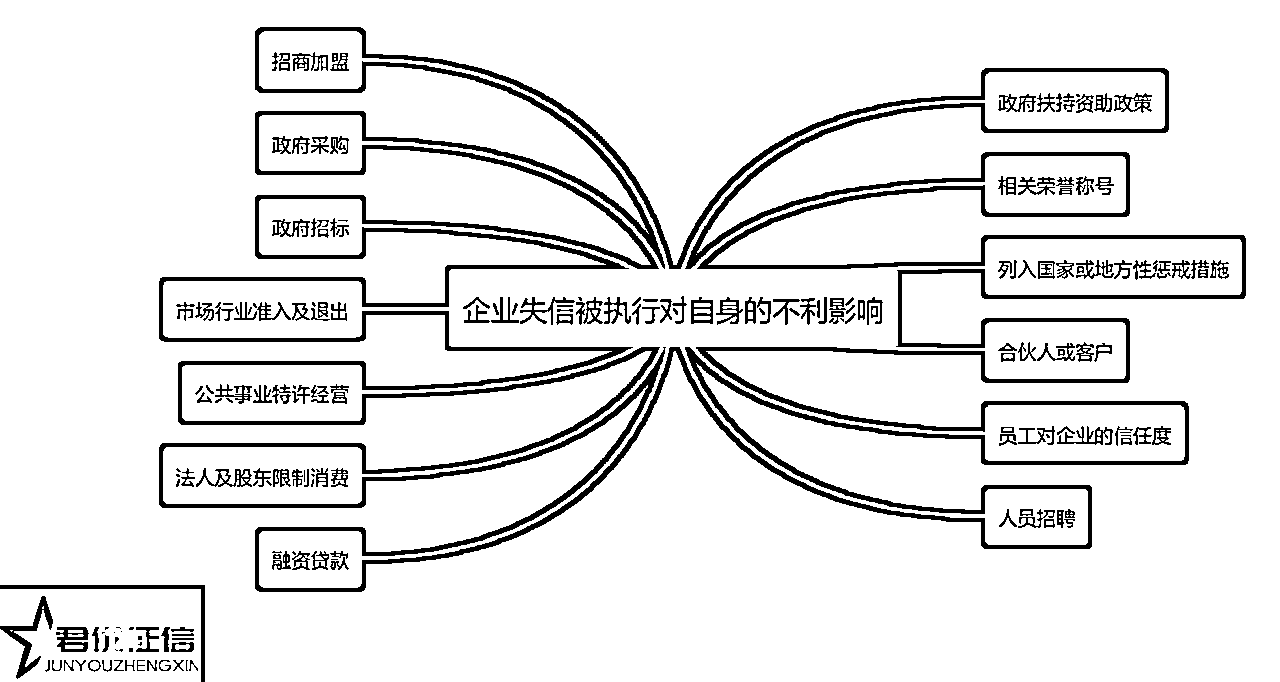 招商加盟
政府采购
政府招标
市场行业准入及退出
公共事业特许经营
法人及股东限制消费
融资贷款
企业失信被执行对自身的不利影响
政府扶持资助政策
相关荣誉称号
列入国家或地方性惩戒措施
合伙人或客户
员工对企业的信任度
人员招聘
君优征信
JUNYOUZHENGXIN